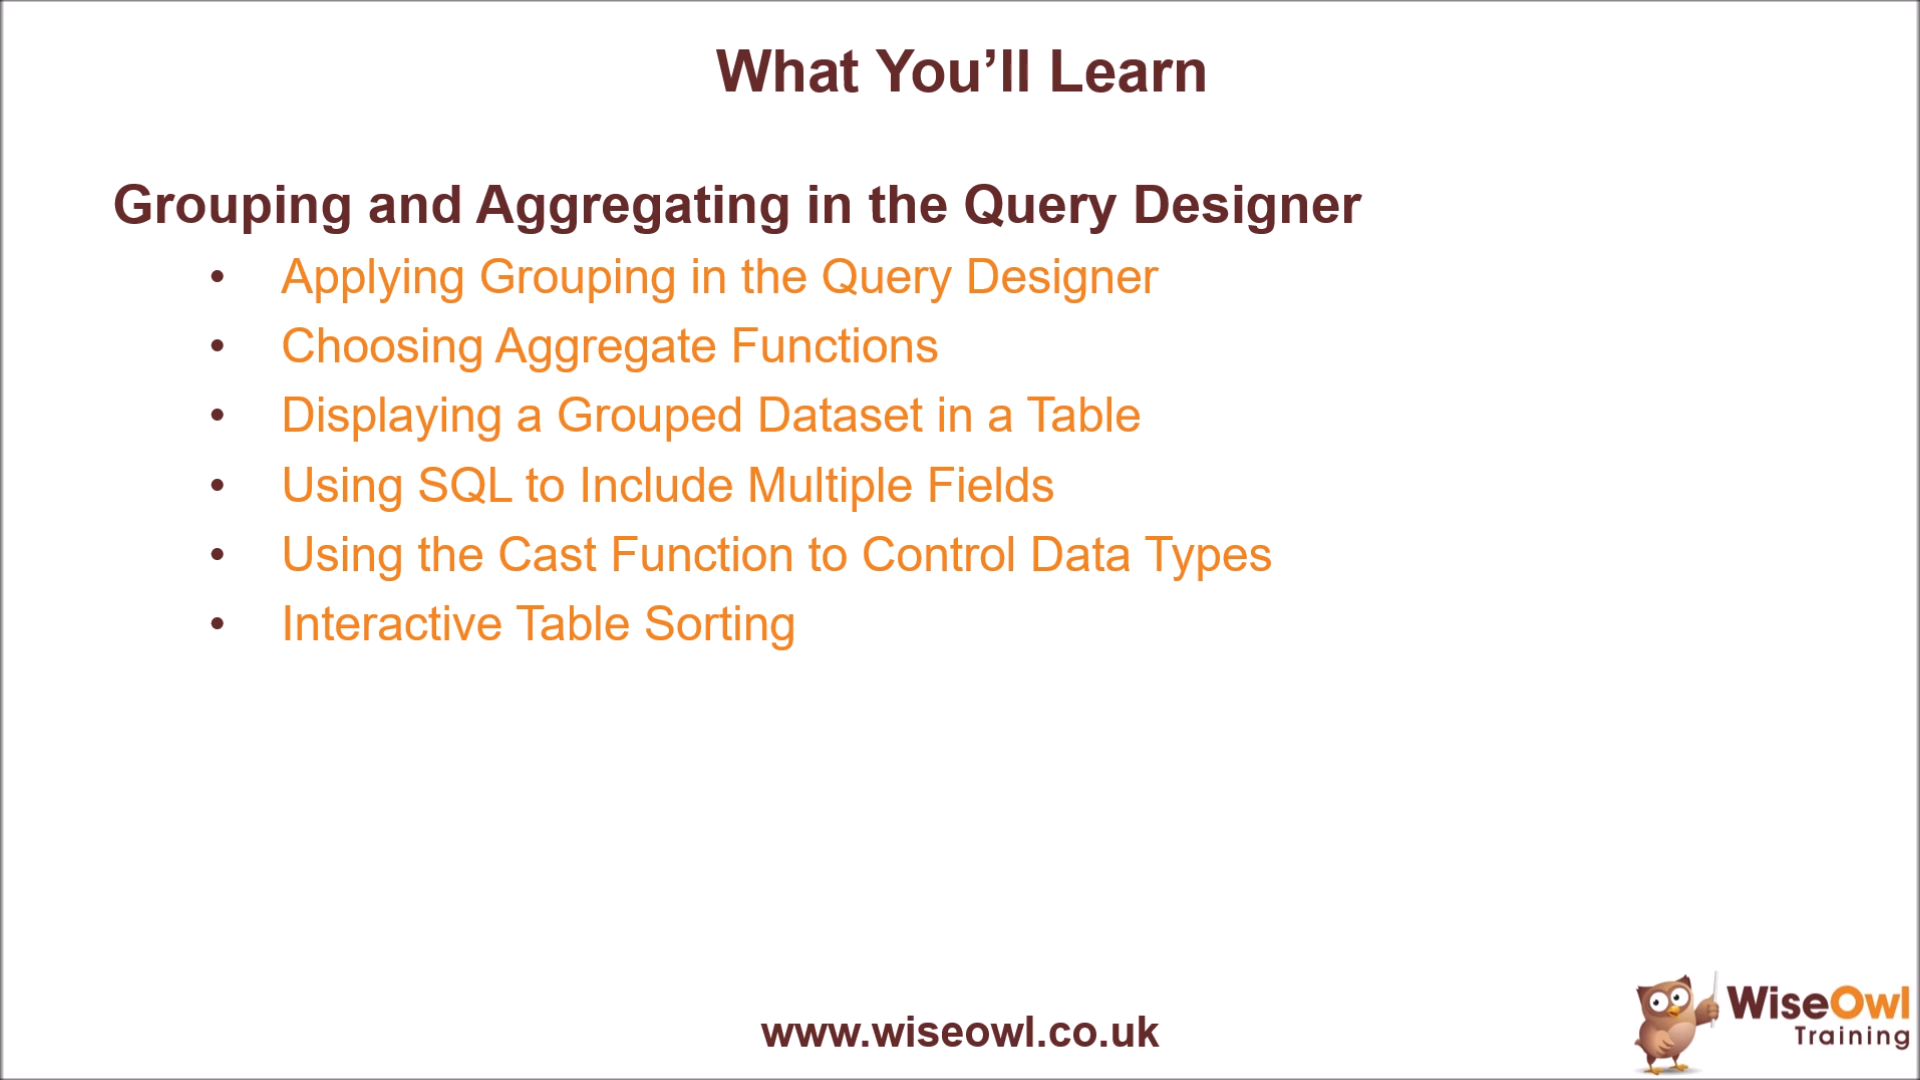 What You’ll Learn
Grouping and Aggregating in the Query Designer
• Applying Grouping in the Query Designer
• Choosing Aggregate Functions
• Displaying a Grouped Dataset in a Table
• Using SQL to Include Multiple Fields
• Using the Cast Function to Control Data Types
• Interactive Table Sorting
www.wiseowl.co.uk
WiseOwl
Training